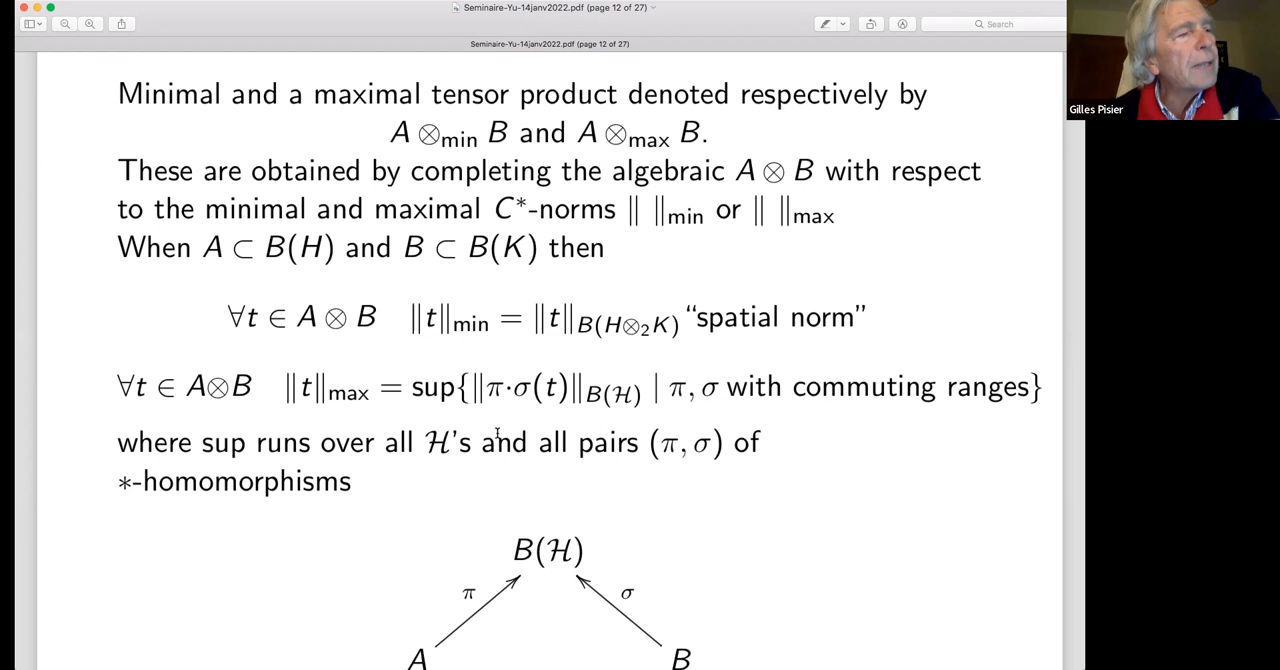 Seminaire-Yu-14janv2022.pdf (page 12 of 27)
Search
Seminaire-Yu-14janv2022.pdf (page 12 of 27)
Gilles Pisier
Minimal and a maximal tensor product denoted respectively by
A ⊗min B and A ⊗max B.
These are obtained by completing the algebraic A ⊗ B with respect
to the minimal and maximal C*-norms ‖ ‖min or ‖ ‖max
When A ⊂ B(H) and B ⊂ B(K) then
∀t ∈ A ⊗ B ‖t‖min = ‖t‖B(H⊗2K) “spatial norm”
∀t ∈ A⊗B ‖t‖max = sup{‖π·σ(t)‖B(ℋ) | π, σ with commuting ranges}
where sup runs over all ℋ's and all pairs (π, σ) of
∗-homomorphisms
B(ℋ)
π σ
A B